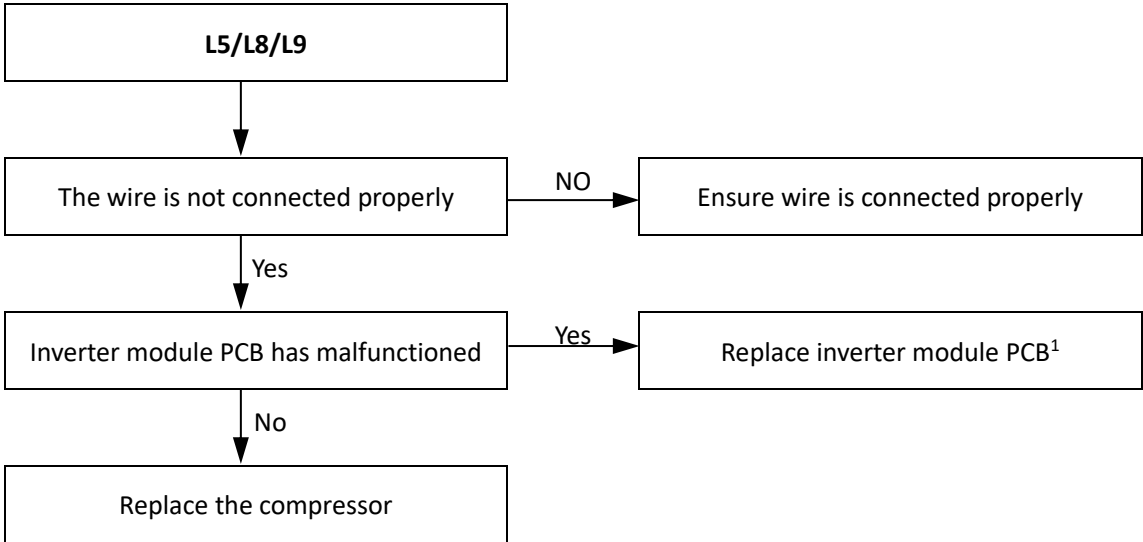 L5/L8/L9
The wire is not connected properly
NO
Ensure wire is connected properly
Yes
Inverter module PCB has malfunctioned
Yes
Replace inverter module PCB¹
No
Replace the compressor